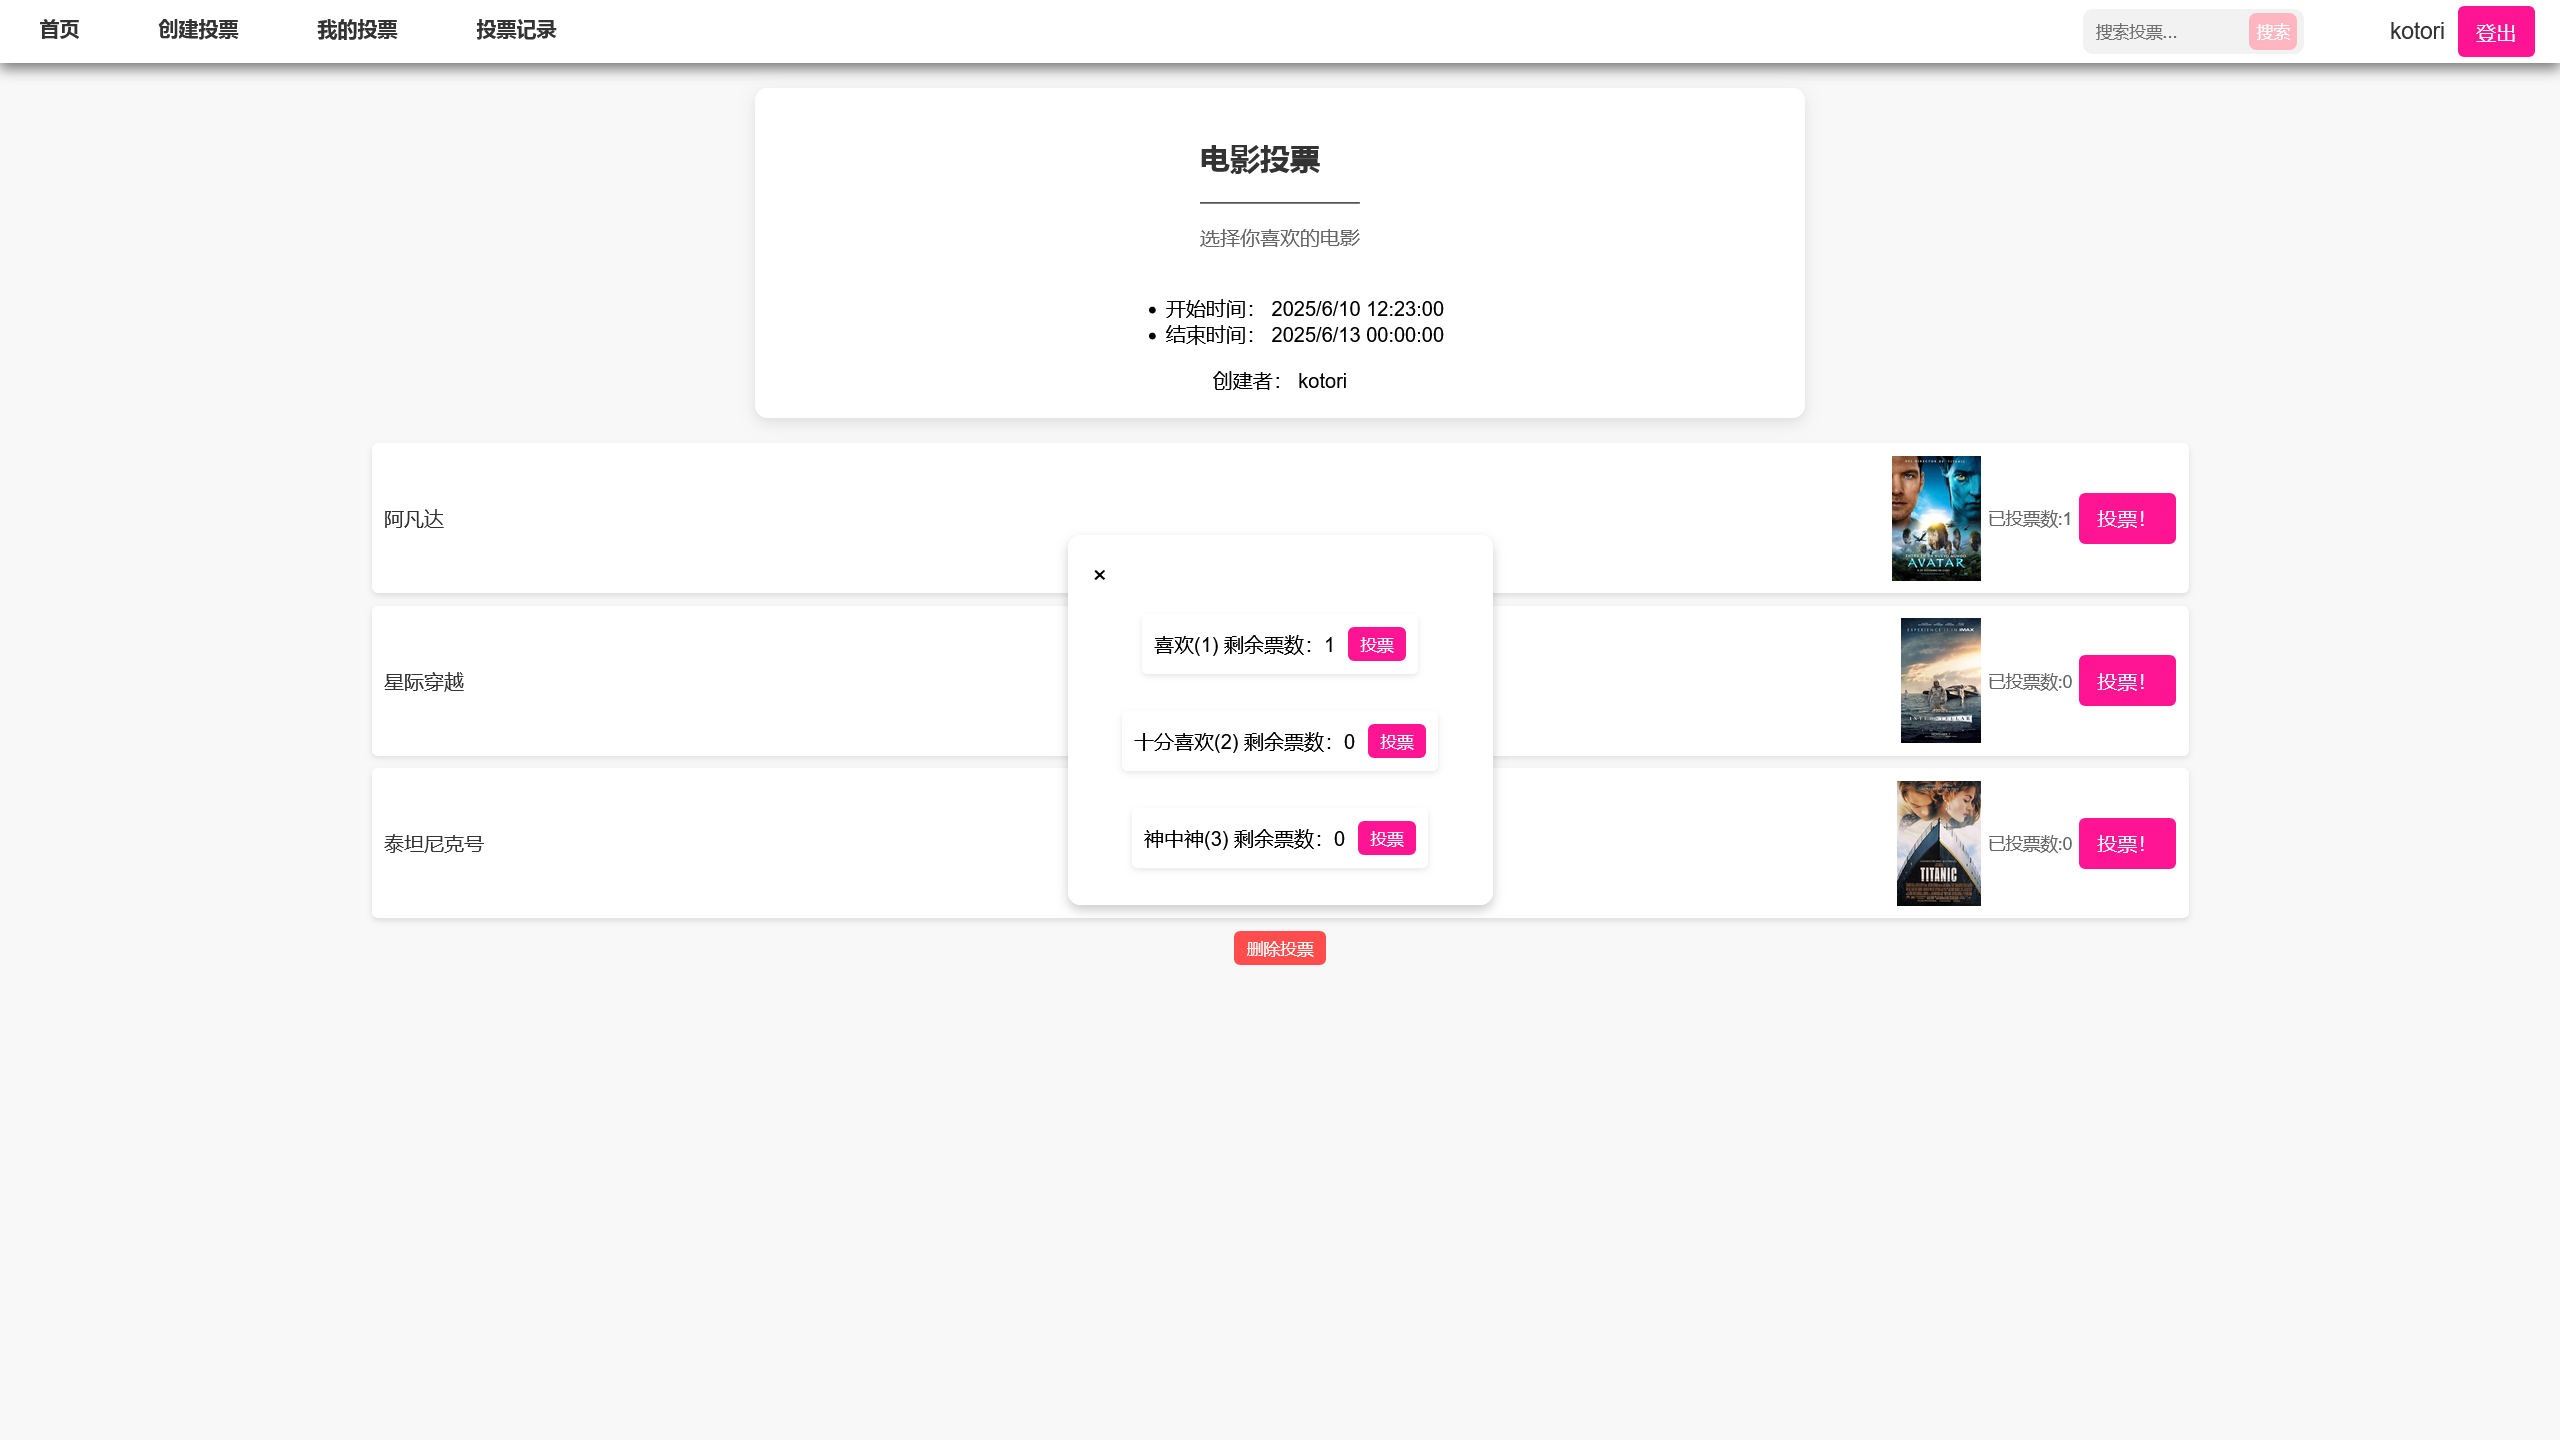 首页 创建投票 我的投票 投票记录 搜索投票... 搜索 kotori 登出
电影投票
选择你喜欢的电影
• 开始时间： 2025/6/10 12:23:00
• 结束时间： 2025/6/13 00:00:00
创建者： kotori
阿凡达 AVATAR 已投票数:1 投票！
×
喜欢(1) 剩余票数：1 投票
星际穿越 EXPERIENCE IT IN IMAX INTERSTELLAR 已投票数:0 投票！
十分喜欢(2) 剩余票数：0 投票
泰坦尼克号 TITANIC 已投票数:0 投票！
神中神(3) 剩余票数：0 投票
删除投票